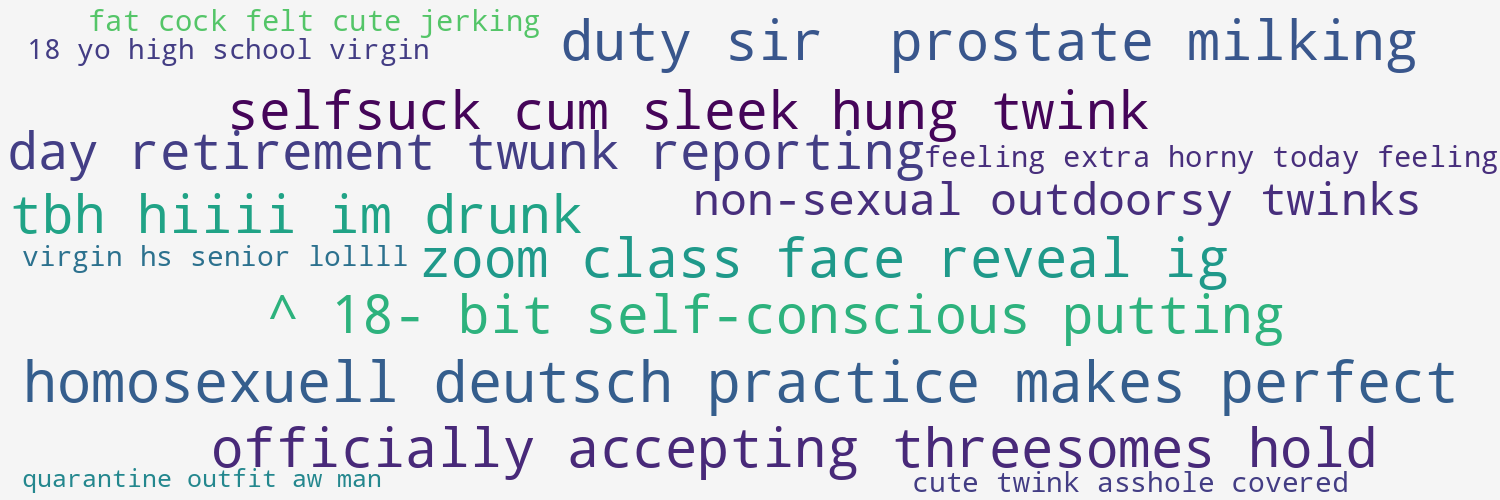 fat cock felt cute jerking
18 yo high school virgin
duty sir prostate milking
selfsuck cum sleek hung twink
day retirement twunk reporting
feeling extra horny today feeling
non-sexual outdoorsy twinks
tbh hiiii im drunk
virgin hs senior lollll
zoom class face reveal ig
^ 18- bit self-conscious putting
homosexuell deutsch practice makes perfect
officially accepting threesomes hold
quarantine outfit aw man
cute twink asshole covered